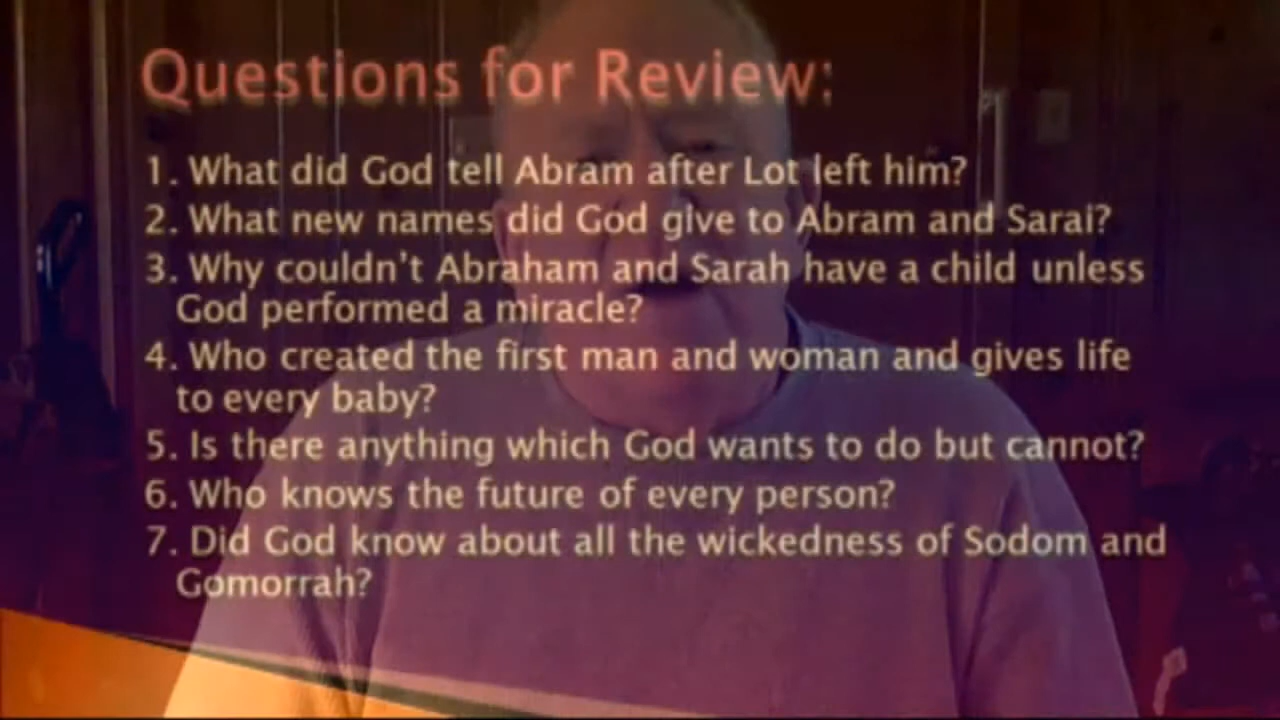 Questions for Review:
1. What did God tell Abram after Lot left him?
2. What new names did God give to Abram and Sarai?
3. Why couldn't Abraham and Sarah have a child unless
God performed a miracle?
4. Who created the first man and woman and gives life
to every baby?
5. Is there anything which God wants to do but cannot?
6. Who knows the future of every person?
7. Did God know about all the wickedness of Sodom and
Gomorrah?